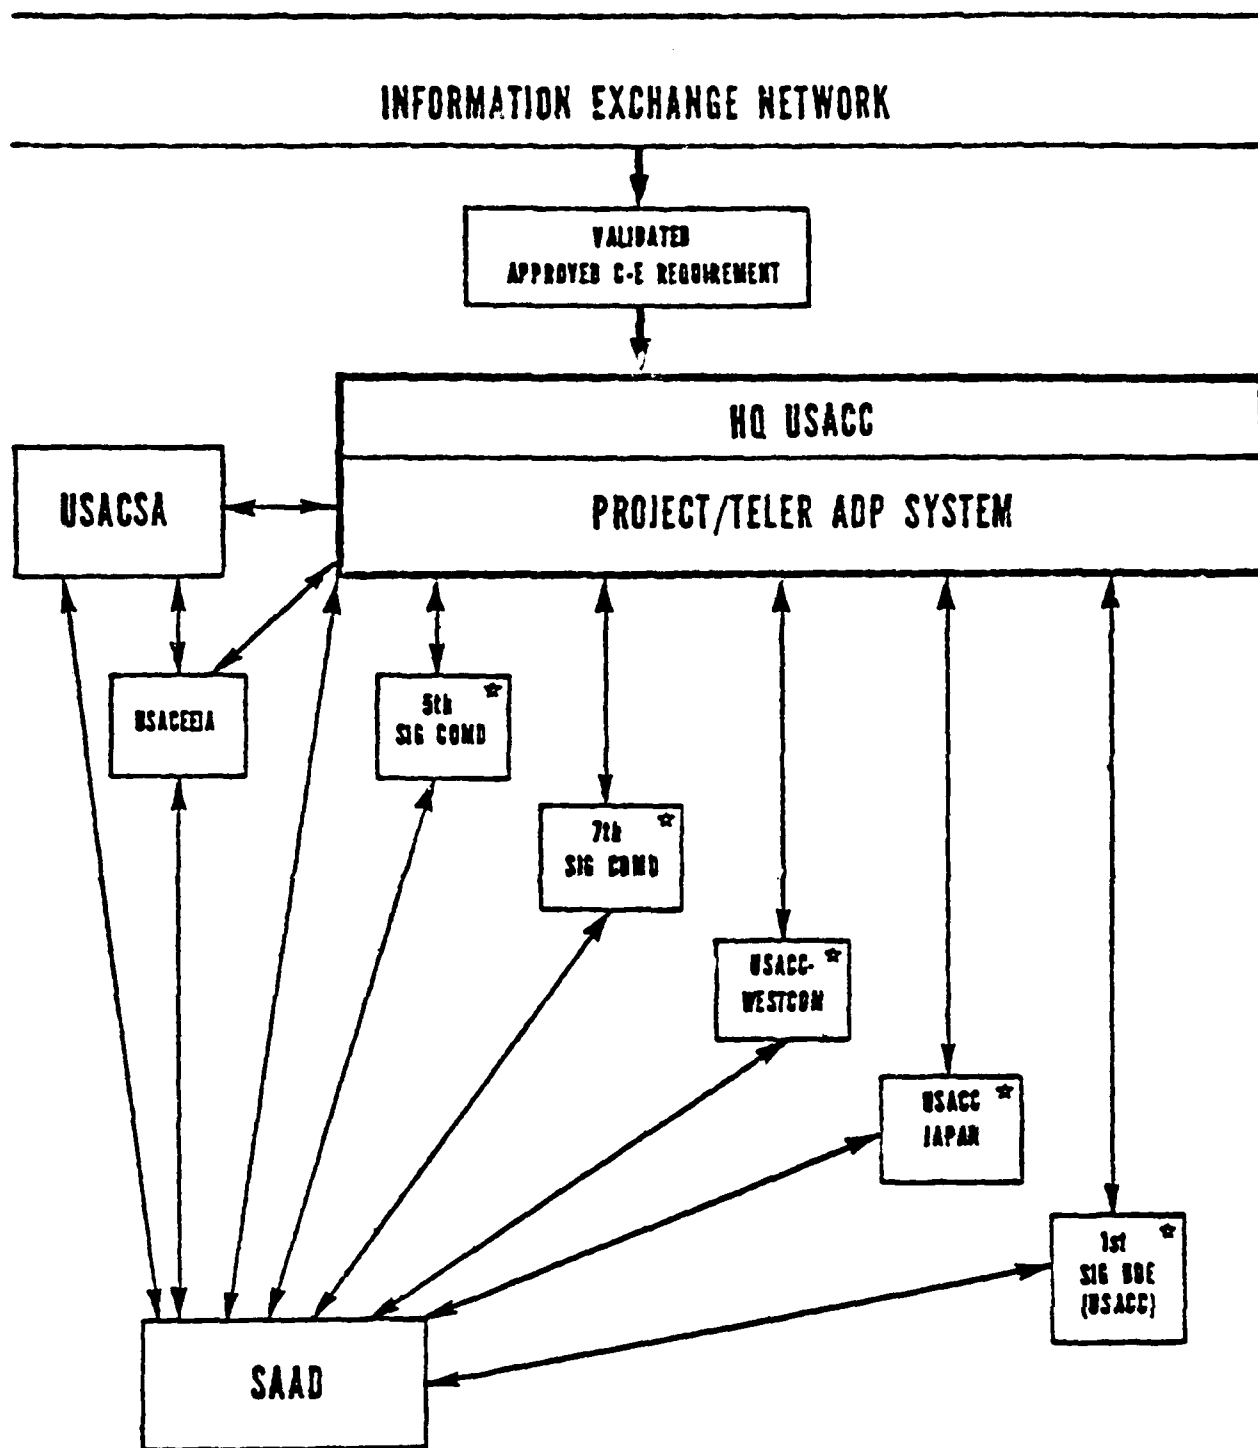 INFORMATION EXCHANGE NETWORK
VALIDATED
APPROVED C-E REQUIREMENT
HQ USACC
USACSA
PROJECT/TELER ADP SYSTEM
USACEEIA
5th
SIG COMD
7th
SIG COMD
USACC-
WESTCOM
USACC
JAPAN
1st
SIG BDE
(USACC)
SAAD